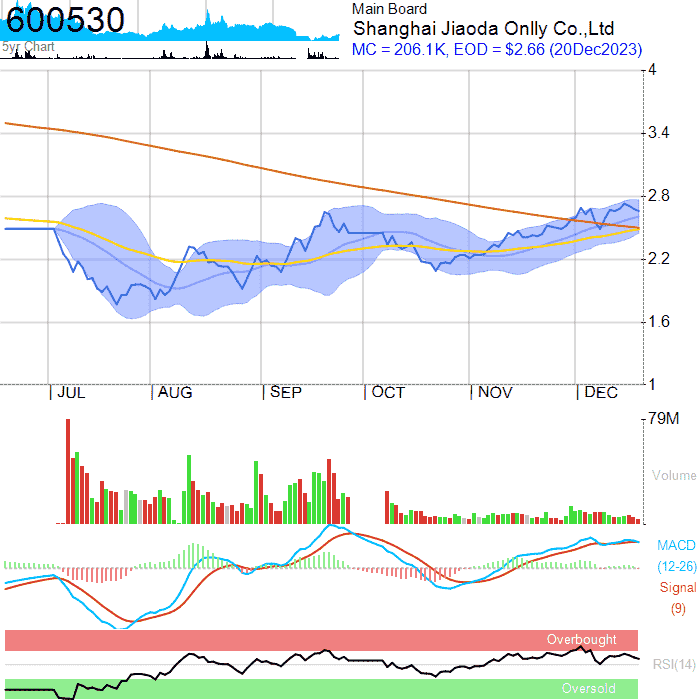 600530
5yr Chart
Main Board
Shanghai Jiaoda Onlly Co.,Ltd
MC = 206.1K, EOD = $2.66 (20Dec2023)
4
3.4
2.8
2.2
1.6
1
JUL AUG SEP OCT NOV DEC
79M
Volume
MACD
(12-26)
Signal
(9)
Overbought
RSI(14)
Oversold